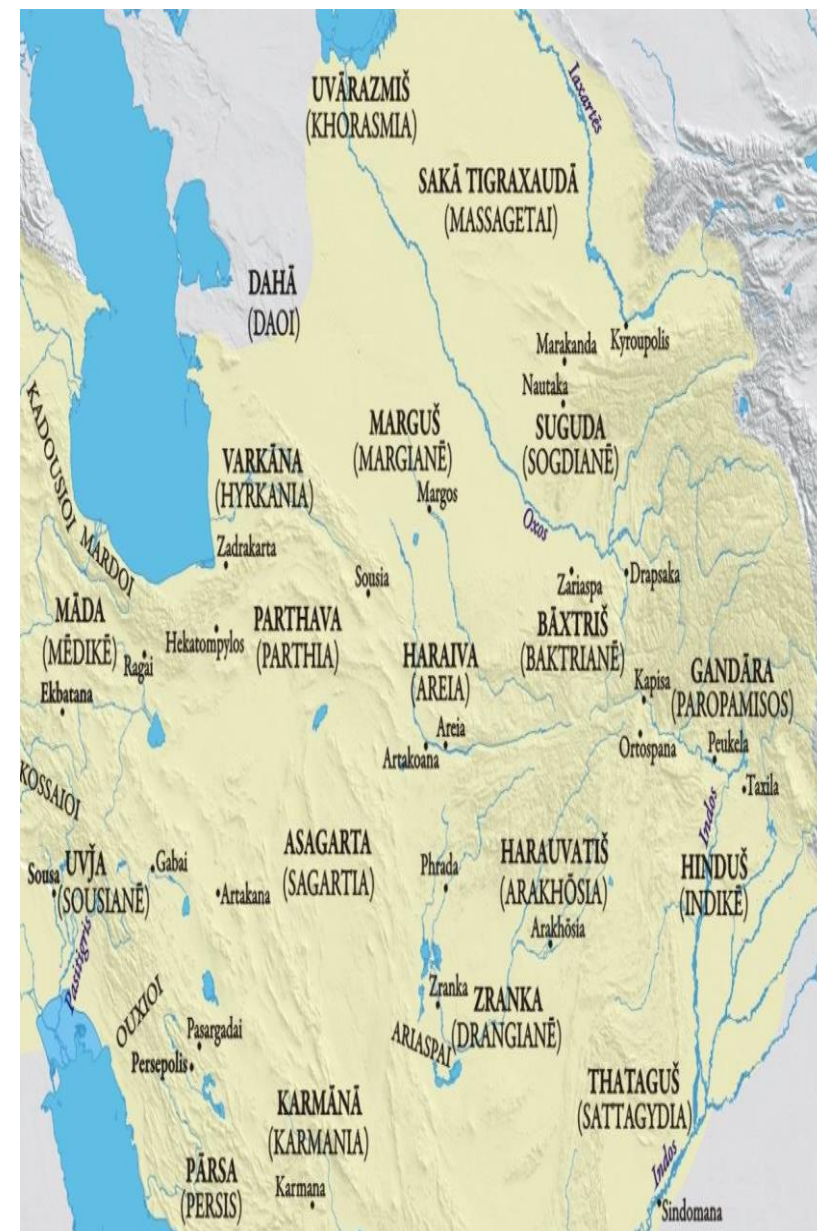 UVĀRAZMIŠ
(KHORASMIA)
Iaxartēs
SAKĀ TIGRAXAUDĀ
(MASSAGETAI)
DAHĀ
(DAOI)
Marakanda
Kyroupolis
Nautaka
SUGUDA
(SOGDIANĒ)
MARGUŠ
(MARGIANĒ)
Margos
KADOUSIOI
MARDOI
VARKĀNA
(HYRKANIA)
Zadrakarta
Oxos
Sousia
Zariaspa
Drapsaka
MĀDA
(MĒDIKĒ)
Ragai
Ekbatana
Hekatompylos
PARTHAVA
(PARTHIA)
HARAIVA
(AREIA)
BĀXTRIŠ
(BAKTRIANĒ)
Kapisa
GANDĀRA
(PAROPAMISOS)
Areia
Artakoana
Ortospana
Peukela
Taxila
KOSSAIOI
Indos
Sousa
UVJ̌A
(SOUSIANĒ)
Gabai
Artakana
ASAGARTA
(SAGARTIA)
Phrada
HARAUVATIŠ
(ARAKHŌSIA)
Arakhōsia
HINDUŠ
(INDIKĒ)
Pasitigris
OUXIOI
Zranka
ZRANKA
(DRANGIANĒ)
ARIASPAI
Pasargadai
Persepolis
THATAGUŠ
(SATTAGYDIA)
KARMĀNĀ
(KARMANIA)
Karmana
PĀRSA
(PERSIS)
Indos
Sindomana